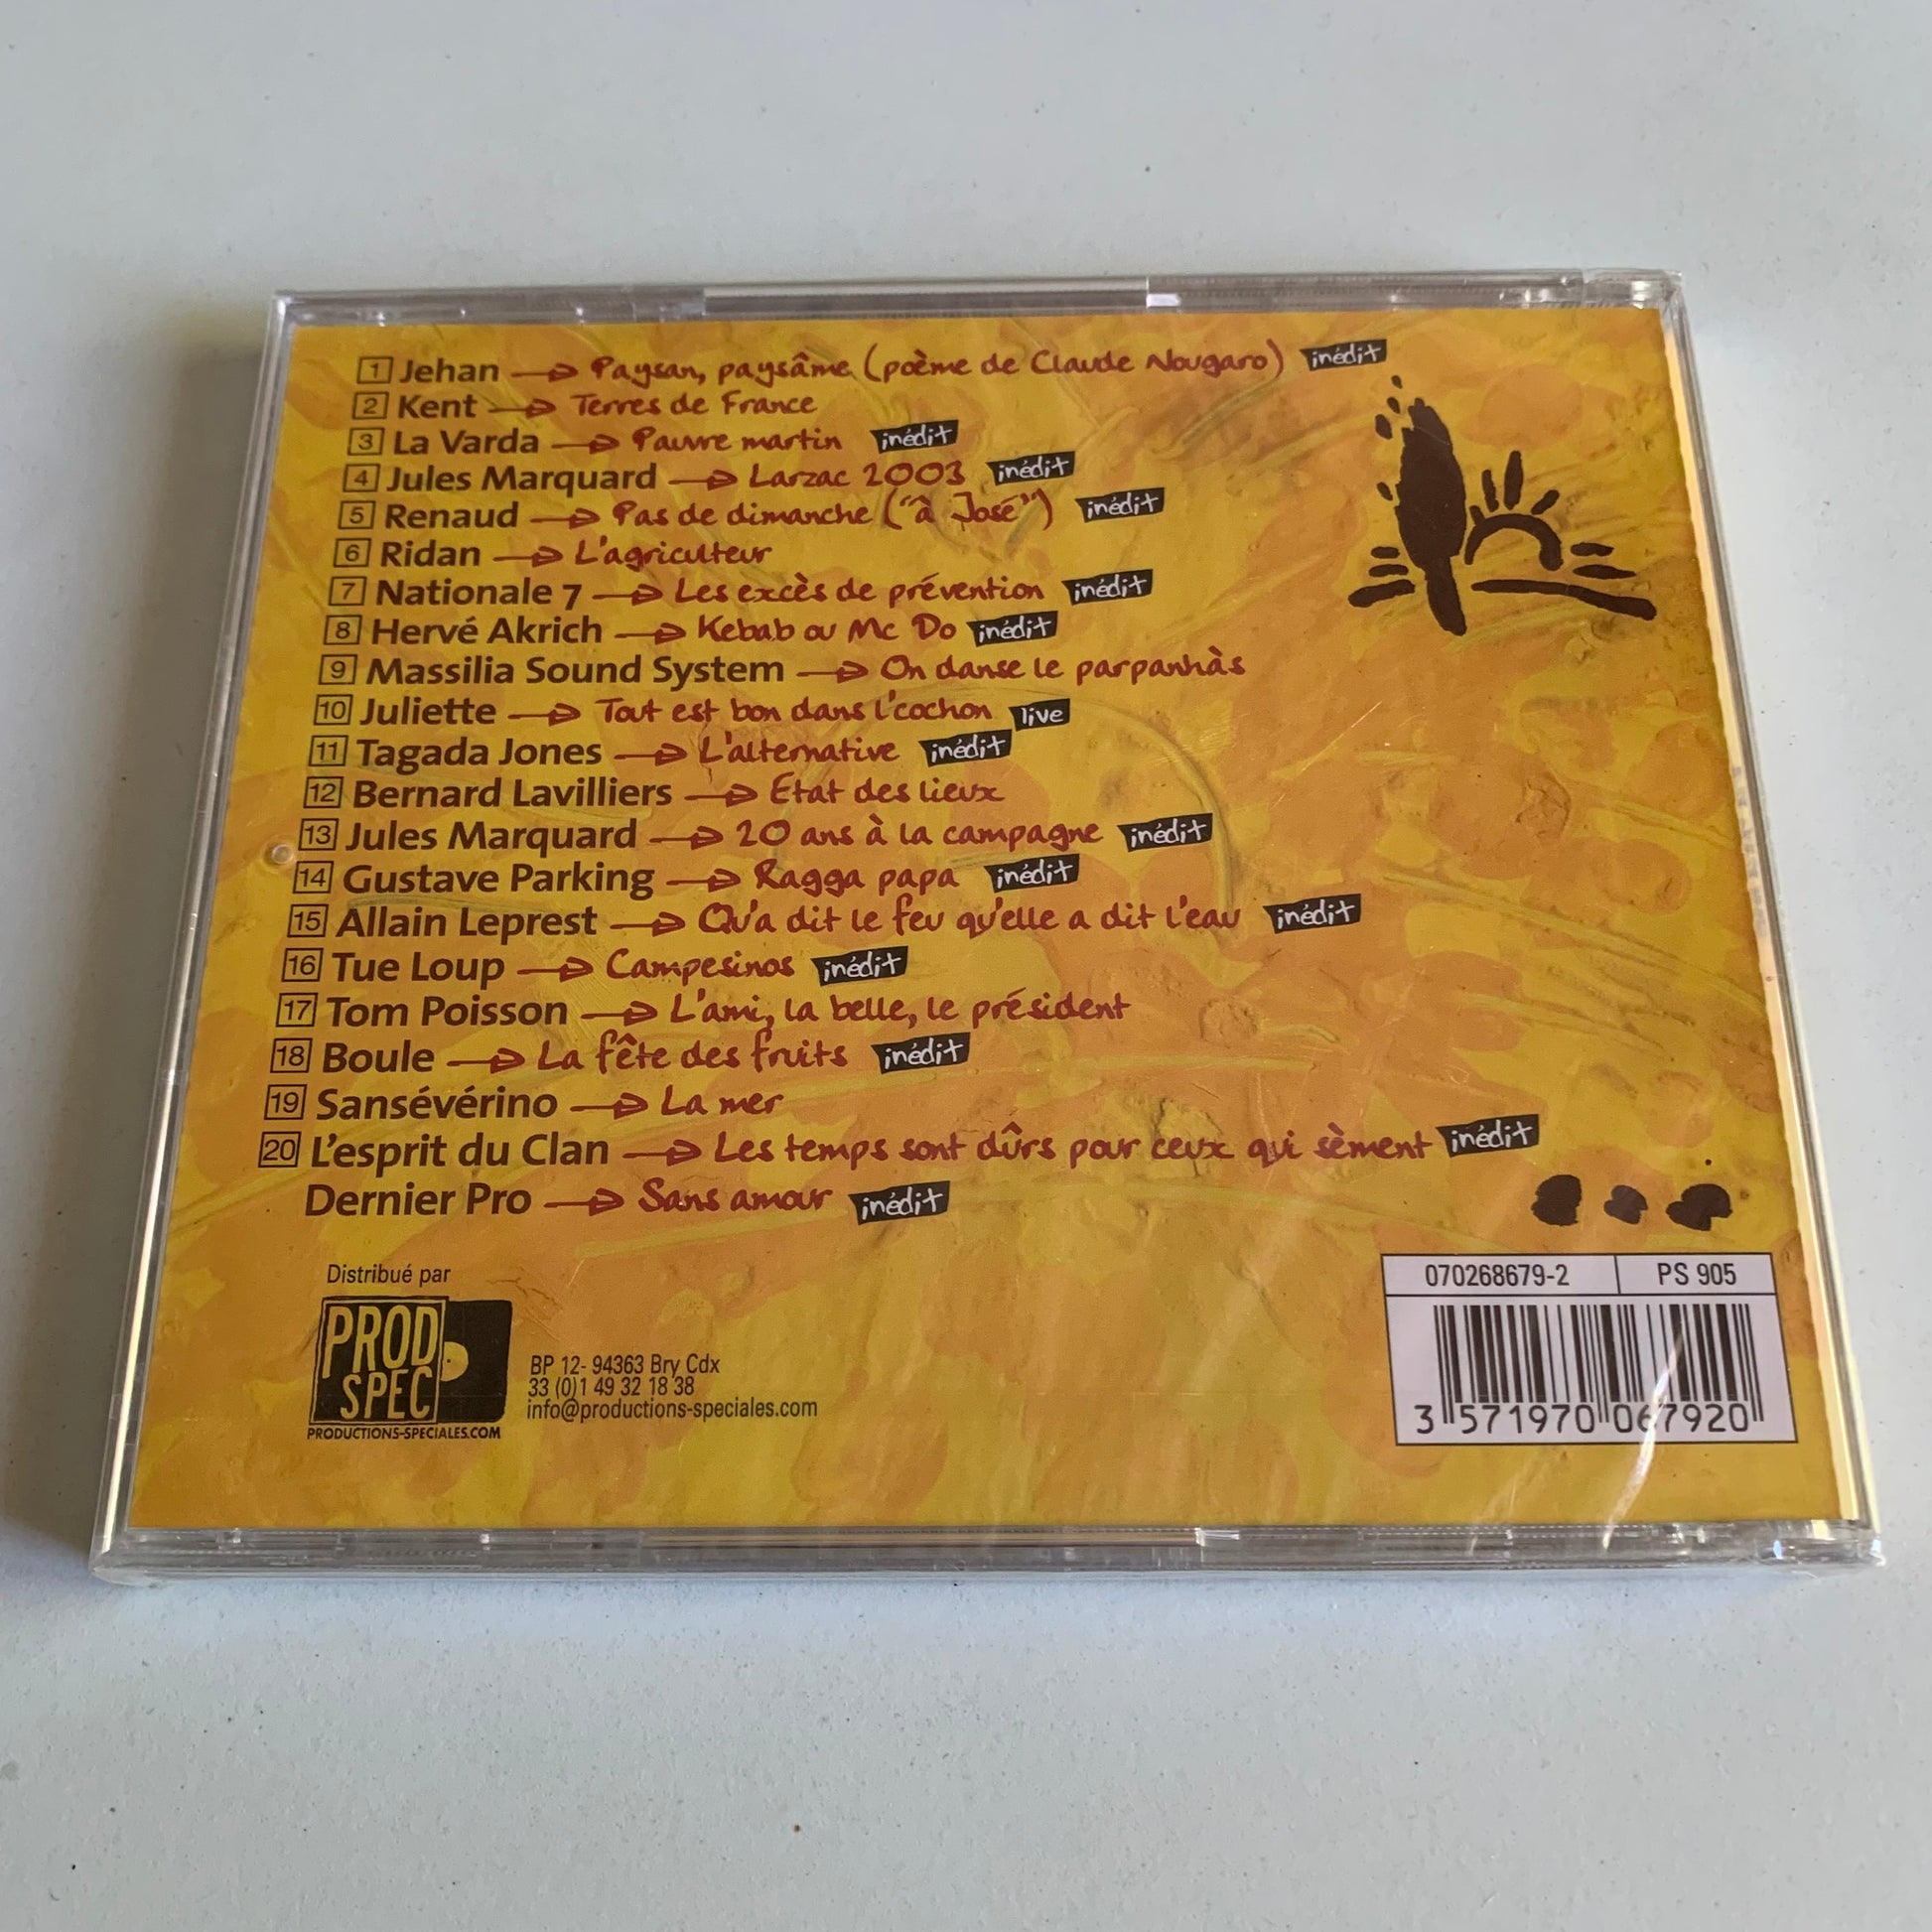 1 Jehan Paysan, paysâme (poème de Claude Nougaro) inédit
2 Kent Terres de France
3 La Varda Pauvre martin inédit
4 Jules Marquard Larzac 2003 inédit
5 Renaud Pas de dimanche ("à José") inédit
6 Ridan L'agriculteur
7 Nationale 7 Les excès de prévention inédit
8 Hervé Akrich Kebab ou Mc Do inédit
9 Massilia Sound System On danse le parpanhàs
10 Juliette Tout est bon dans l'cochon live
11 Tagada Jones L'alternative inédit
12 Bernard Lavilliers Etat des lieux
13 Jules Marquard 20 ans à la campagne inédit
14 Gustave Parking Ragga papa inédit
15 Allain Leprest Qu'a dit le feu qu'elle a dit l'eau inédit
16 Tue Loup Campesinos inédit
17 Tom Poisson L'ami, la belle, le président
18 Boule La fête des fruits inédit
19 Sansévérino La mer
20 L'esprit du Clan Les temps sont dûrs pour ceux qui sèment inédit
Dernier Pro Sans amour inédit
Distribué par
PROD
SPEC
PRODUCTIONS-SPECIALES.COM
BP 12- 94363 Bry Cdx
33 (0)1 49 32 18 38
info@productions-speciales.com
070268679-2 PS 905
3 571970 067920